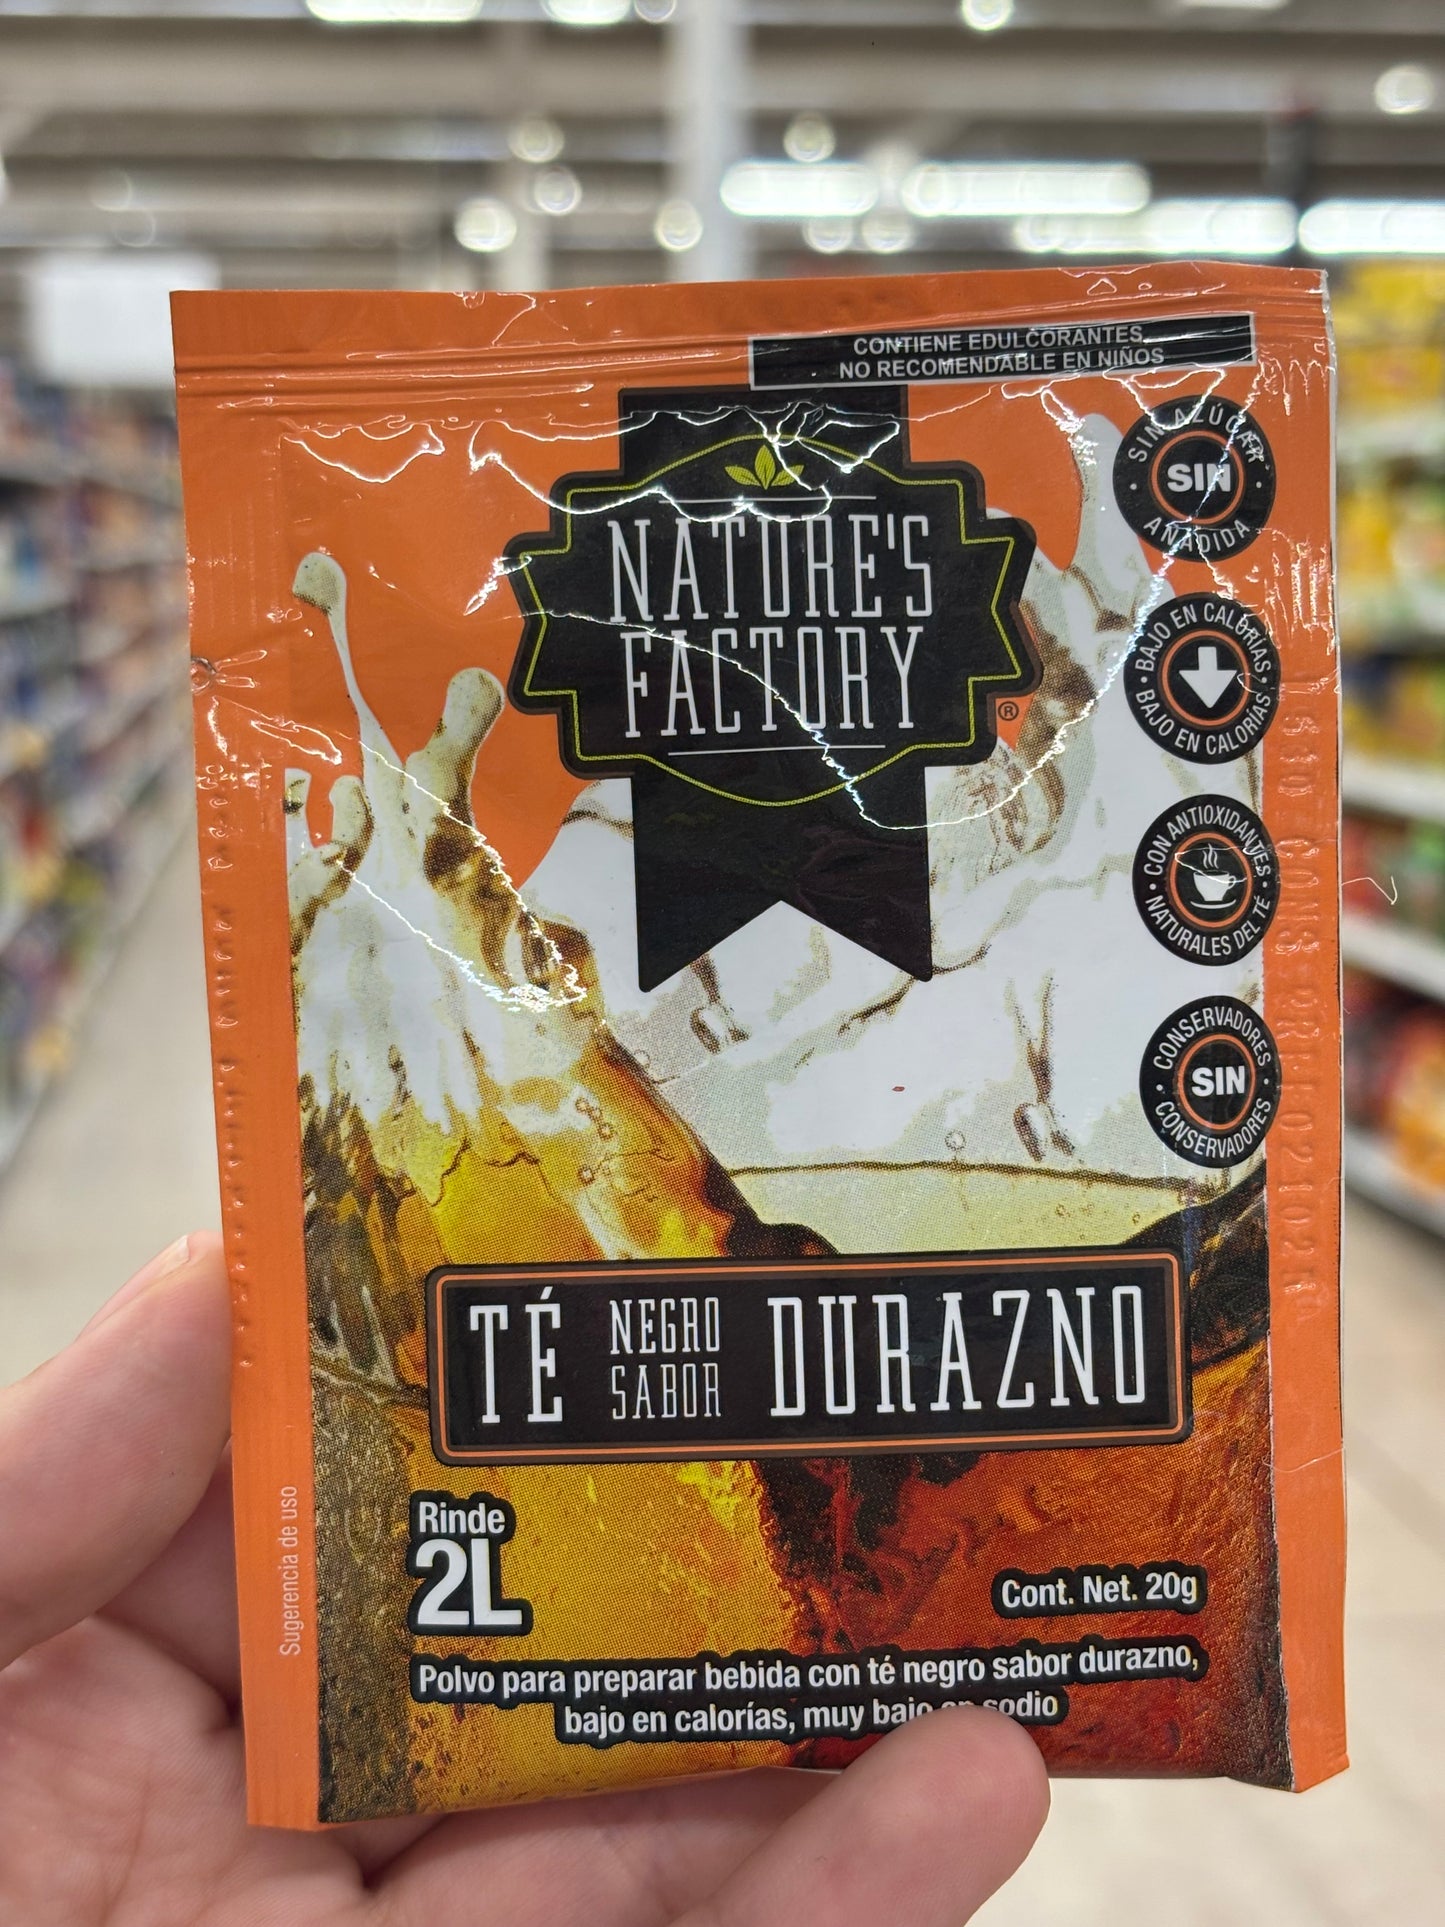 CONTIENE EDULCORANTES,
NO RECOMENDABLE EN NIÑOS
NATURE'S
FACTORY
®
SIN AZÚCAR
SIN
AÑADIDA
BAJO EN CALORÍAS
BAJO EN CALORÍAS
CON ANTIOXIDANTES
NATURALES DEL TÉ
CONSERVADORES
SIN
CONSERVADORES
TÉ NEGRO SABOR DURAZNO
Rinde
2L
Cont. Net. 20g
Polvo para preparar bebida con té negro sabor durazno,
bajo en calorías, muy bajo en sodio
Sugerencia de uso